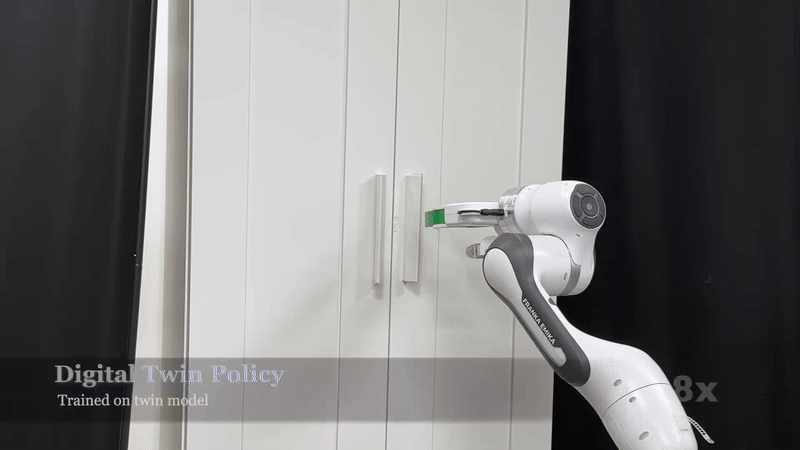 FRANKA EMIKA
Digital Twin Policy
Trained on twin model
8x